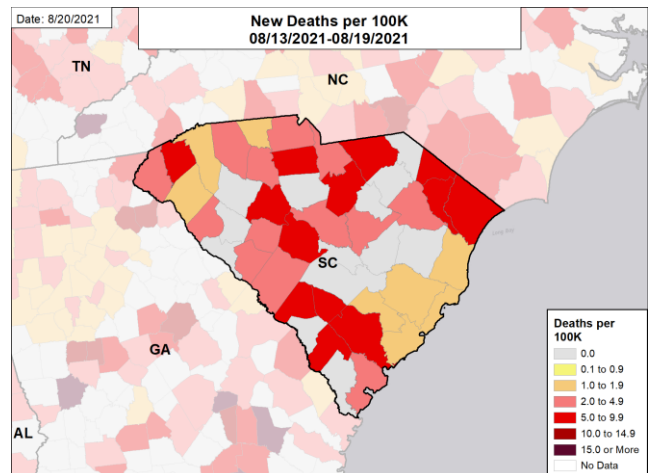 Date: 8/20/2021
New Deaths per 100K
08/13/2021-08/19/2021
TN
NC
SC
GA
AL
Deaths per
100K
0.0
0.1 to 0.9
1.0 to 1.9
2.0 to 4.9
5.0 to 9.9
10.0 to 14.9
15.0 or More
No Data